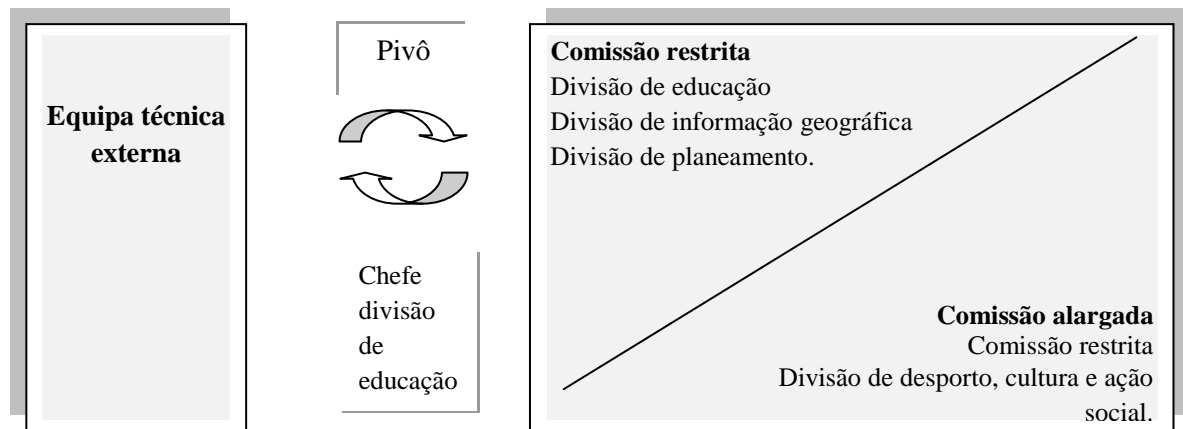 Equipa técnica
externa
Pivô
Chefe
divisão
de
educação
Comissão restrita
Divisão de educação
Divisão de informação geográfica
Divisão de planeamento.
Comissão alargada
Comissão restrita
Divisão de desporto, cultura e ação
social.